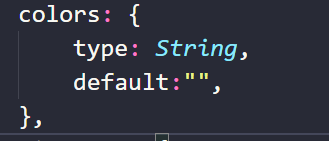 colors: {
    type: String,
    default:"",
},